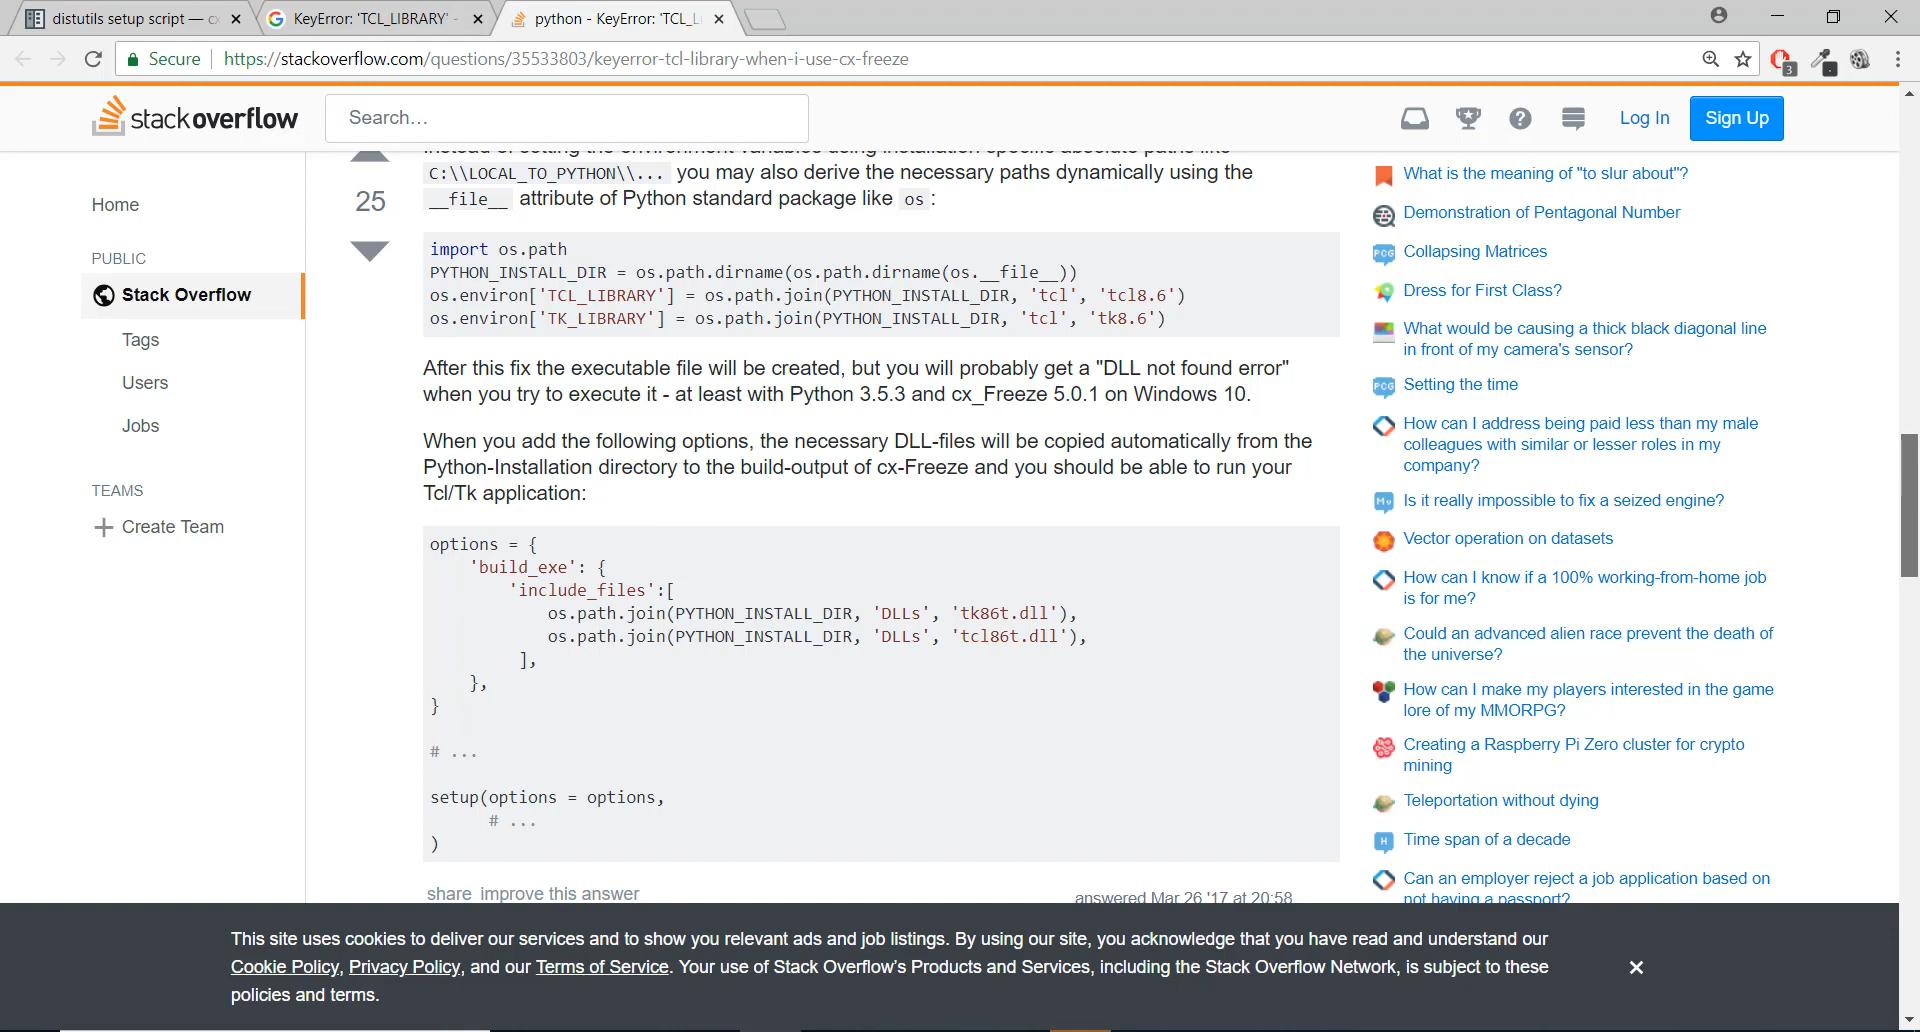 distutils setup script — cx
KeyError: 'TCL_LIBRARY' -
python - KeyError: 'TCL_L
Secure
https://stackoverflow.com/questions/35533803/keyerror-tcl-library-when-i-use-cx-freeze
3
stackoverflow
Search…
Log In
Sign Up
Home
PUBLIC
Stack Overflow
Tags
Users
Jobs
TEAMS
Create Team
25
instead of setting the environment variables using installation specific absolute paths like
C:\\LOCAL_TO_PYTHON\\... you may also derive the necessary paths dynamically using the
__file__ attribute of Python standard package like os:
import os.path
PYTHON_INSTALL_DIR = os.path.dirname(os.path.dirname(os.__file__))
os.environ['TCL_LIBRARY'] = os.path.join(PYTHON_INSTALL_DIR, 'tcl', 'tcl8.6')
os.environ['TK_LIBRARY'] = os.path.join(PYTHON_INSTALL_DIR, 'tcl', 'tk8.6')
After this fix the executable file will be created, but you will probably get a "DLL not found error"
when you try to execute it - at least with Python 3.5.3 and cx_Freeze 5.0.1 on Windows 10.
When you add the following options, the necessary DLL-files will be copied automatically from the
Python-Installation directory to the build-output of cx-Freeze and you should be able to run your
Tcl/Tk application:
options = {
'build_exe': {
'include_files':[
os.path.join(PYTHON_INSTALL_DIR, 'DLLs', 'tk86t.dll'),
os.path.join(PYTHON_INSTALL_DIR, 'DLLs', 'tcl86t.dll'),
],
},
}
# ...
setup(options = options,
# ...
)
share improve this answer
answered Mar 26 '17 at 20:58
What is the meaning of "to slur about"?
Demonstration of Pentagonal Number
PCG
Collapsing Matrices
Dress for First Class?
What would be causing a thick black diagonal line
in front of my camera's sensor?
PCG
Setting the time
How can I address being paid less than my male
colleagues with similar or lesser roles in my
company?
Is it really impossible to fix a seized engine?
Vector operation on datasets
How can I know if a 100% working-from-home job
is for me?
Could an advanced alien race prevent the death of
the universe?
How can I make my players interested in the game
lore of my MMORPG?
Creating a Raspberry Pi Zero cluster for crypto
mining
Teleportation without dying
H
Time span of a decade
Can an employer reject a job application based on
not having a passport?
This site uses cookies to deliver our services and to show you relevant ads and job listings. By using our site, you acknowledge that you have read and understand our
Cookie Policy, Privacy Policy, and our Terms of Service. Your use of Stack Overflow's Products and Services, including the Stack Overflow Network, is subject to these
policies and terms.